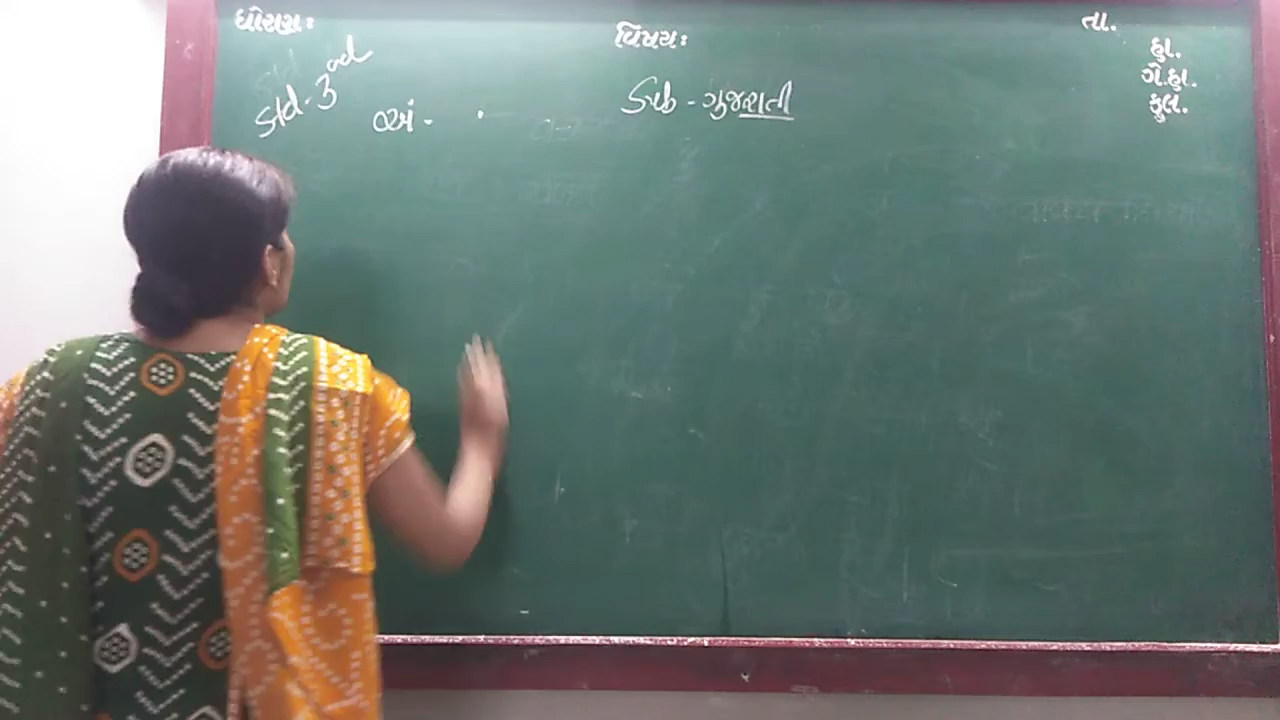 ધોરણઃ
વિષયઃ
તા.
હા.
ગે.હા.
કુલ.
Std - 3rd
Sub - ગુજરાતી
અં -